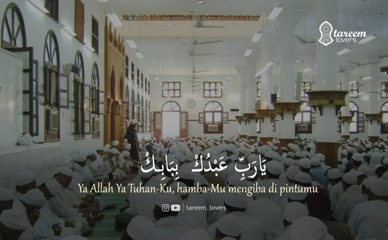 tareem
lovers
يَارَبِّ عَبْدُكْ بِبَابِكْ
Ya Allah Ya Tuhan-Ku, hamba-Mu mengiba di pintumu
tareem_lovers